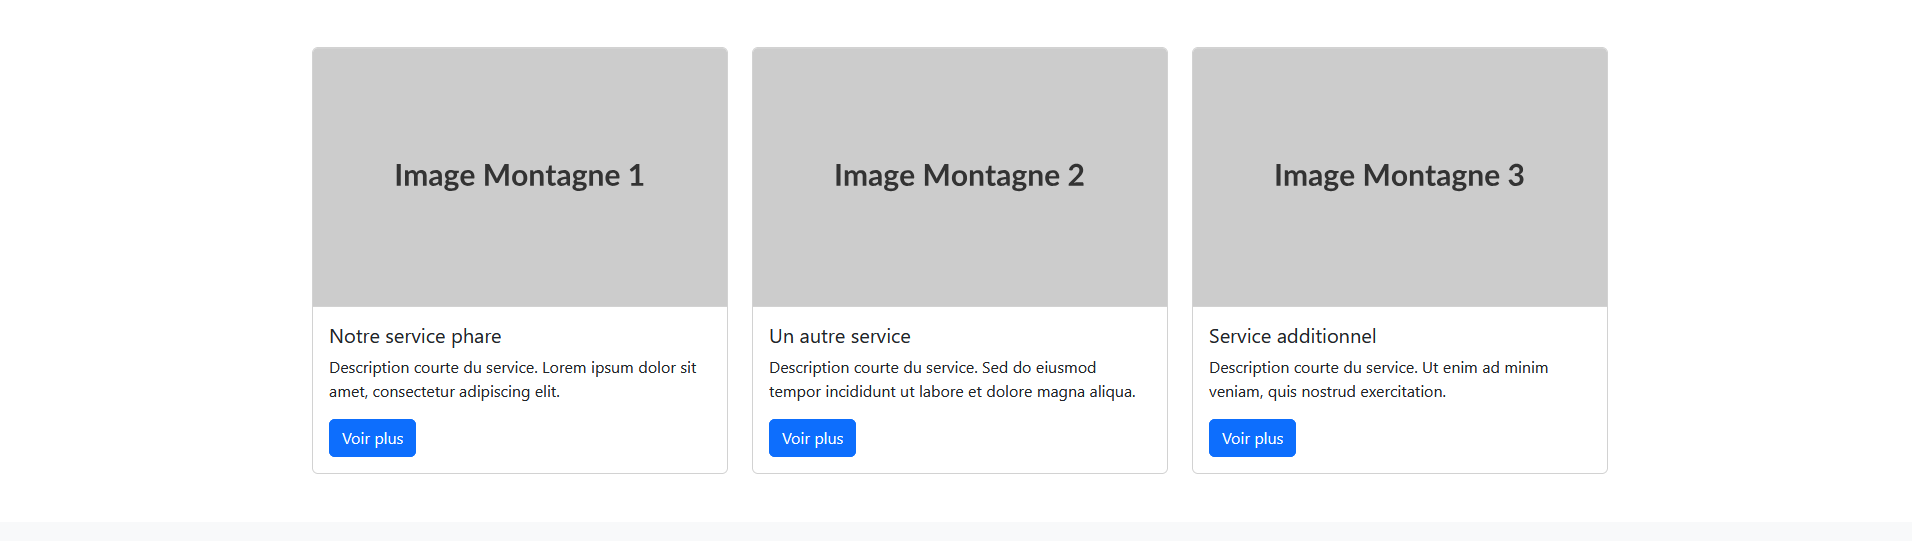 Image Montagne 1
Notre service phare
Description courte du service. Lorem ipsum dolor sit
amet, consectetur adipiscing elit.
Voir plus
Image Montagne 2
Un autre service
Description courte du service. Sed do eiusmod
tempor incididunt ut labore et dolore magna aliqua.
Voir plus
Image Montagne 3
Service additionnel
Description courte du service. Ut enim ad minim
veniam, quis nostrud exercitation.
Voir plus